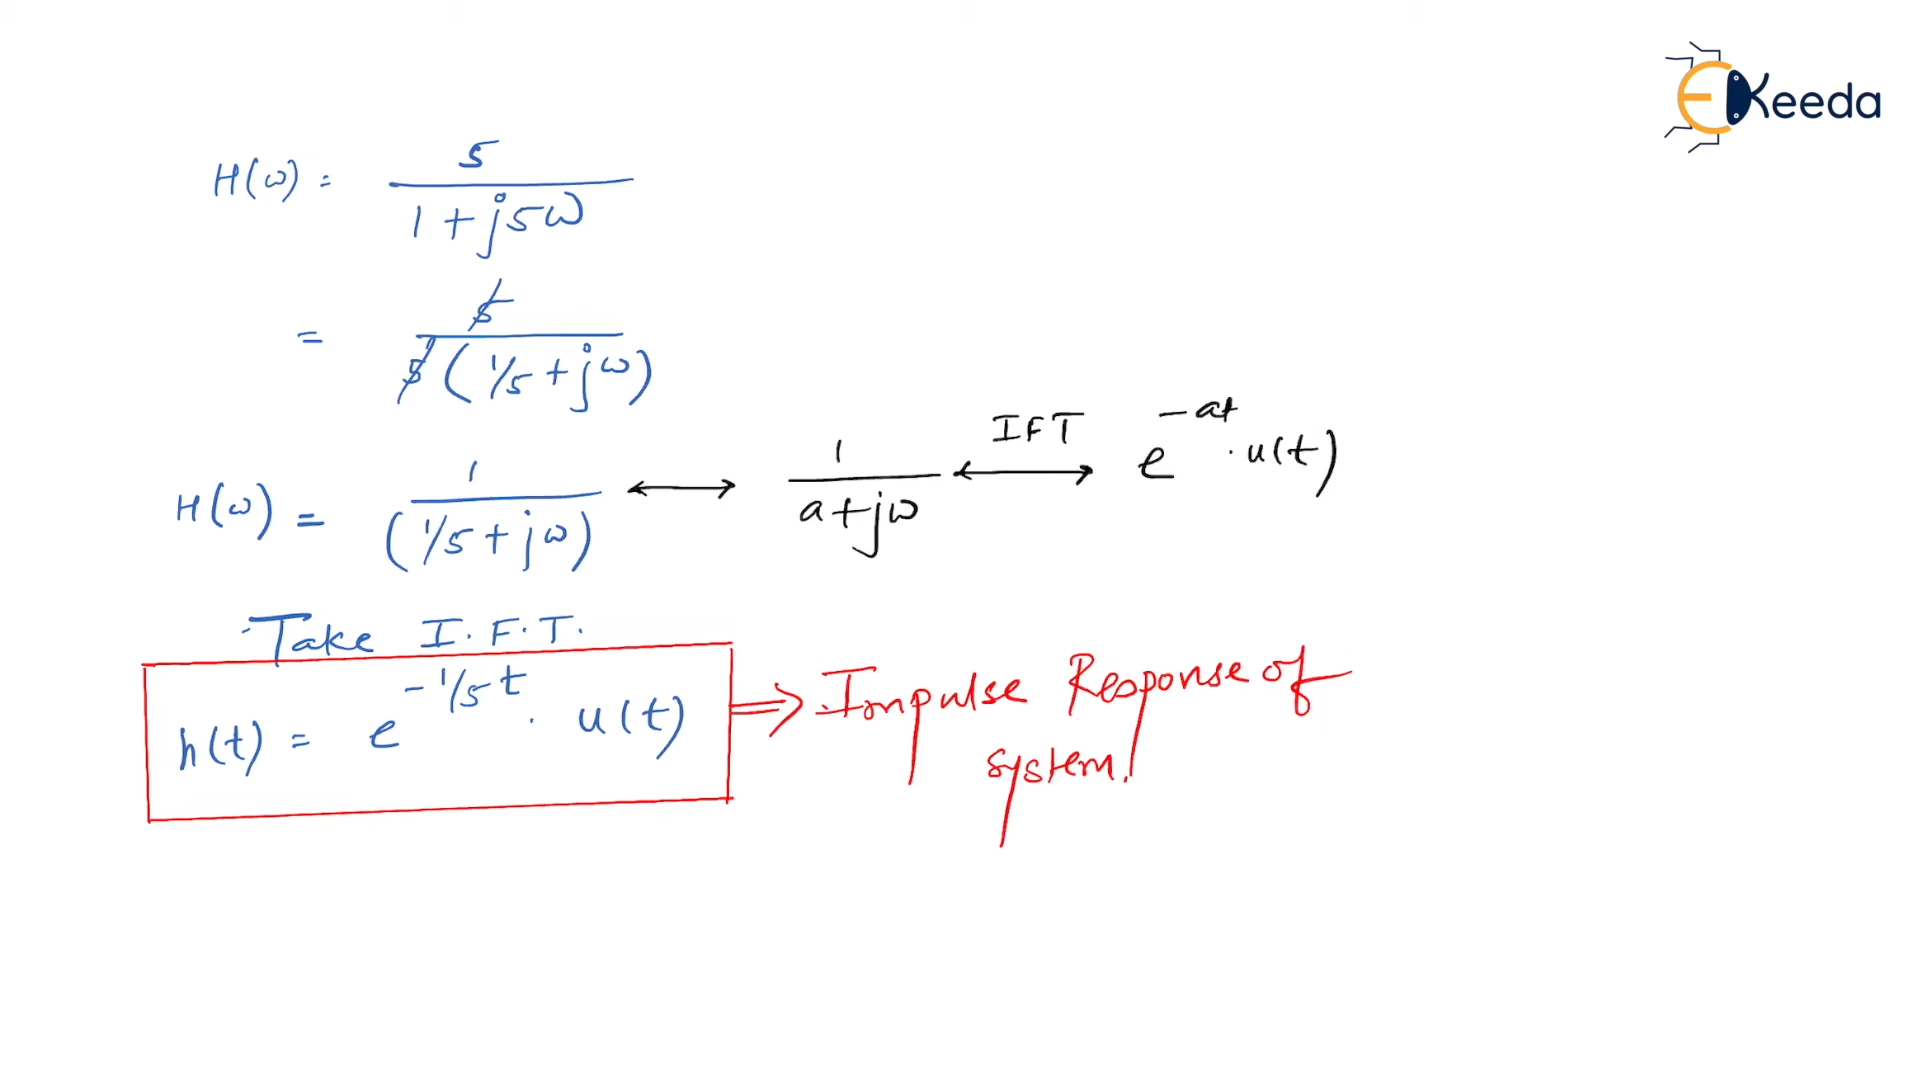 EKeeda
H(ω) = 5 / (1 + j5ω)
= 5 / (5(1/5 + jω))
H(ω) = 1 / (1/5 + jω) ⟷ 1 / (a + jω) ⟷ IFT e^(-at) · u(t)
Take I.F.T.
h(t) = e^(-1/5 t) · u(t) ⇒ Impulse Response of
system.